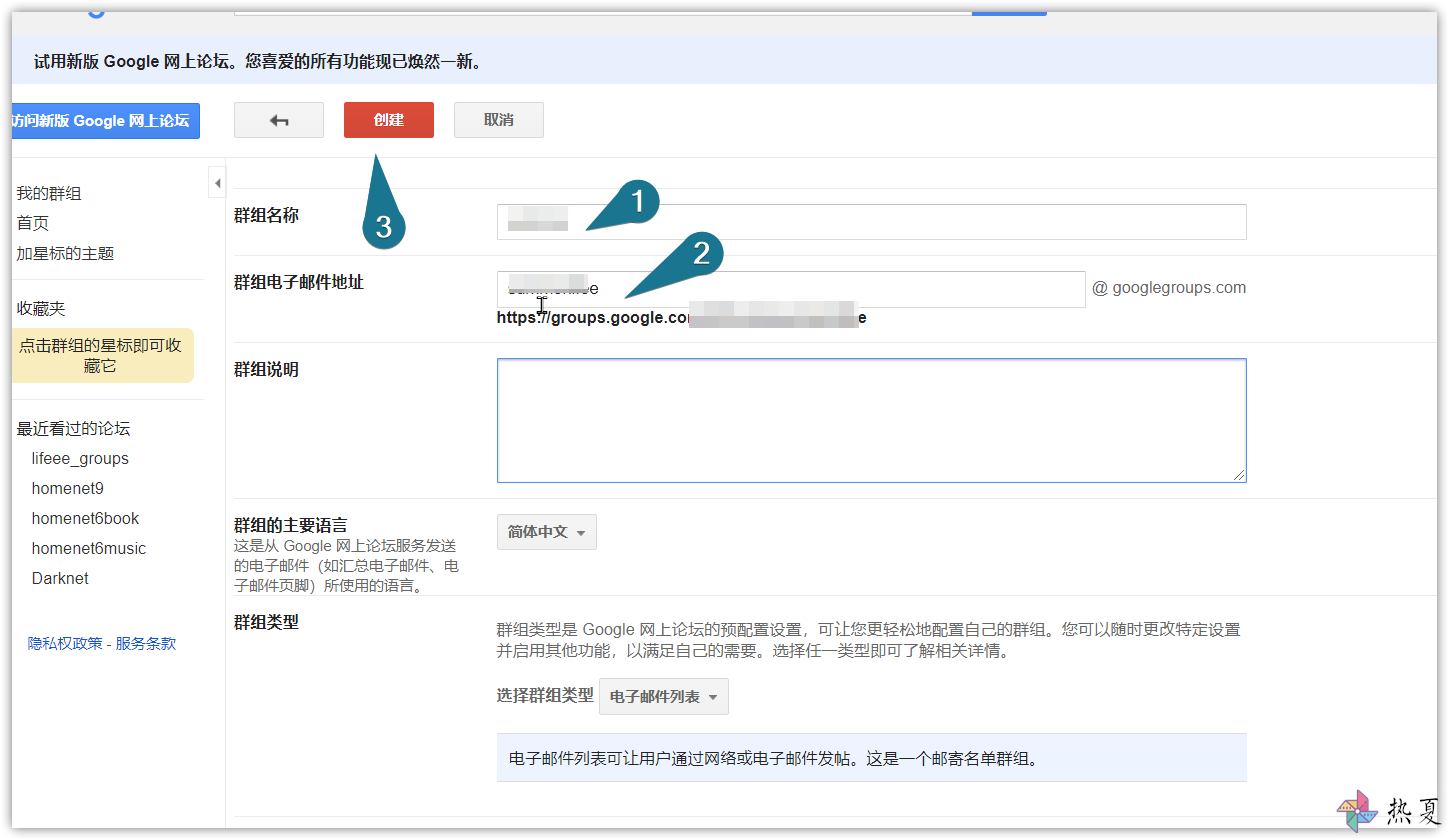 试用新版 Google 网上论坛。您喜爱的所有功能现已焕然一新。
访问新版 Google 网上论坛
创建
取消
我的群组
首页
加星标的主题
收藏夹
点击群组的星标即可收
藏它
最近看过的论坛
lifeee_groups
homenet9
homenet6book
homenet6music
Darknet
隐私权政策 - 服务条款
3
群组名称
1
群组电子邮件地址
2
@ googlegroups.com
https://groups.google.co
e
群组说明
群组的主要语言
这是从 Google 网上论坛服务发送
的电子邮件（如汇总电子邮件、电
子邮件页脚）所使用的语言。
简体中文
群组类型
群组类型是 Google 网上论坛的预配置设置，可让您更轻松地配置自己的群组。您可以随时更改特定设置
并启用其他功能，以满足自己的需要。选择任一类型即可了解相关详情。
选择群组类型 电子邮件列表
电子邮件列表可让用户通过网络或电子邮件发帖。这是一个邮寄名单群组。
热夏